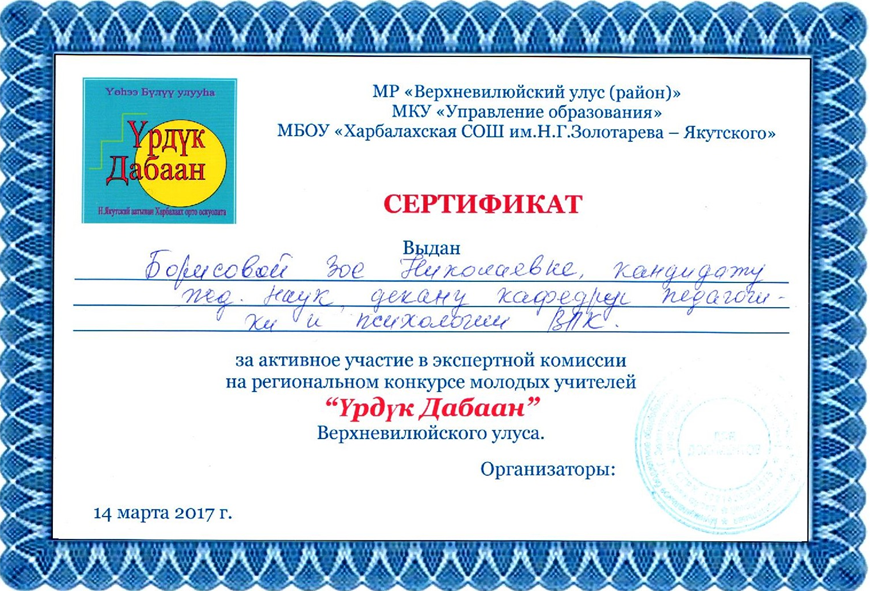 Үөһээ Бүлүү улууһа
Үрдүк
Дабаан
Н.Якутский аатынан Харбалаах орто оскуолата
МР «Верхневилюйский улус (район)»
МКУ «Управление образования»
МБОУ «Харбалахская СОШ им.Н.Г.Золотарева – Якутского»
СЕРТИФИКАТ
Выдан
Борисовой Зое Николаевне, кандидату
пед. наук, декану кафедры педагоги-
ки и психологии ВПК.
за активное участие в экспертной комиссии
на региональном конкурсе молодых учителей
“Үрдүк Дабаан”
Верхневилюйского улуса.
Организаторы:
14 марта 2017 г.